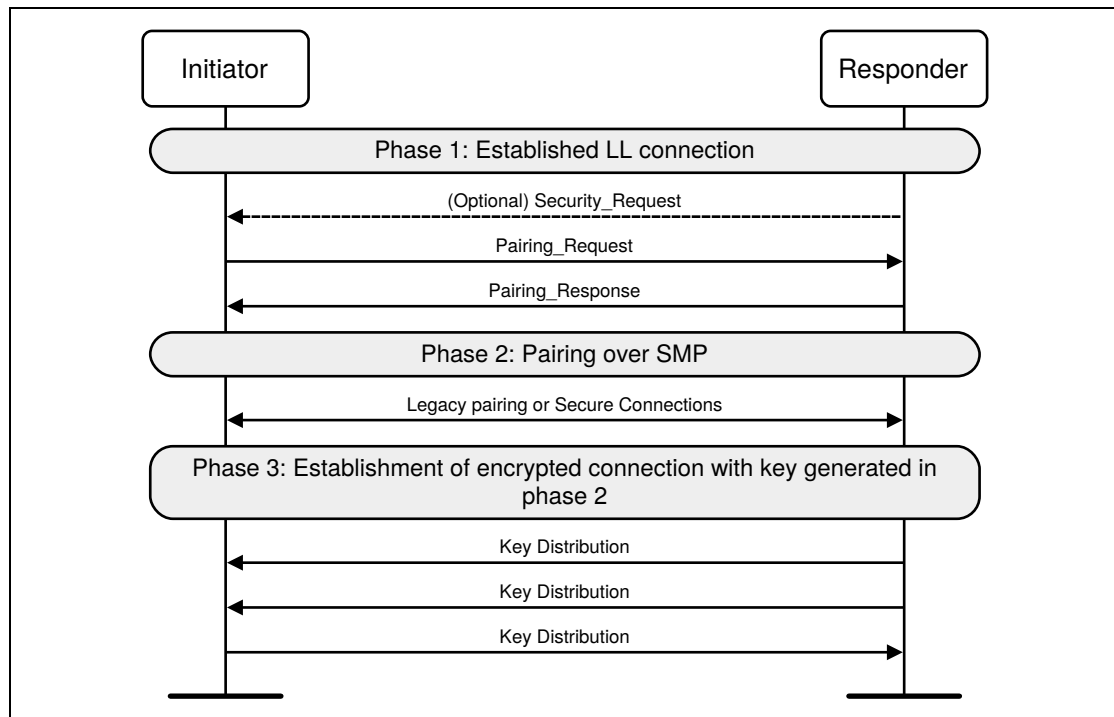 Initiator
Responder
Phase 1: Established LL connection
(Optional) Security_Request
Pairing_Request
Pairing_Response
Phase 2: Pairing over SMP
Legacy pairing or Secure Connections
Phase 3: Establishment of encrypted connection with key generated in
phase 2
Key Distribution
Key Distribution
Key Distribution